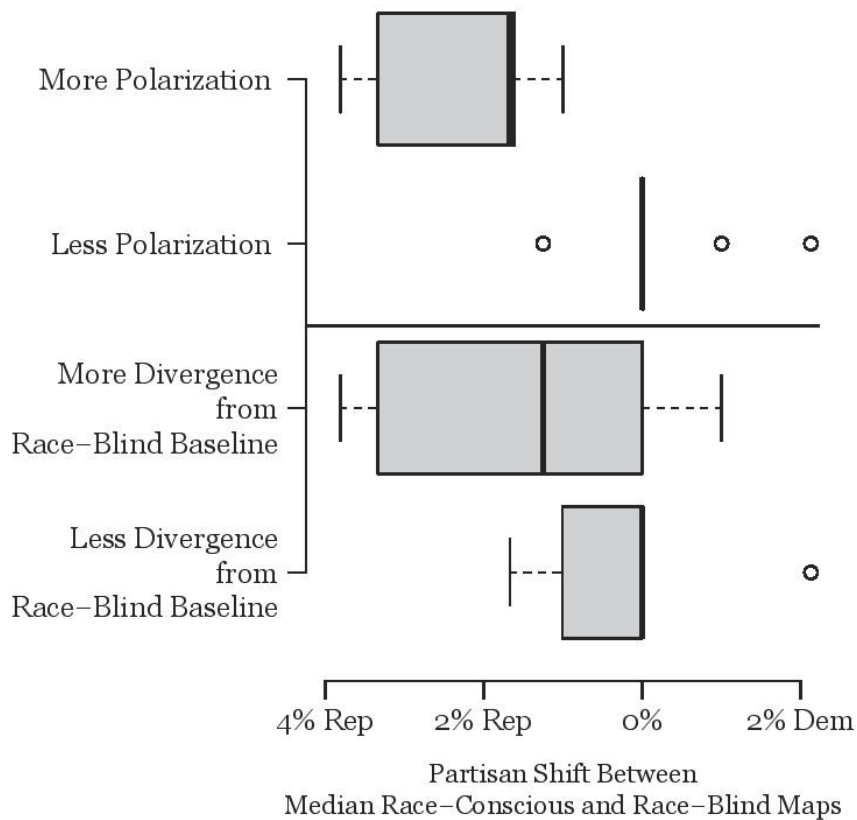 More Polarization
Less Polarization
More Divergence
from
Race–Blind Baseline
Less Divergence
from
Race–Blind Baseline
4% Rep
2% Rep
0%
2% Dem
Partisan Shift Between
Median Race–Conscious and Race–Blind Maps